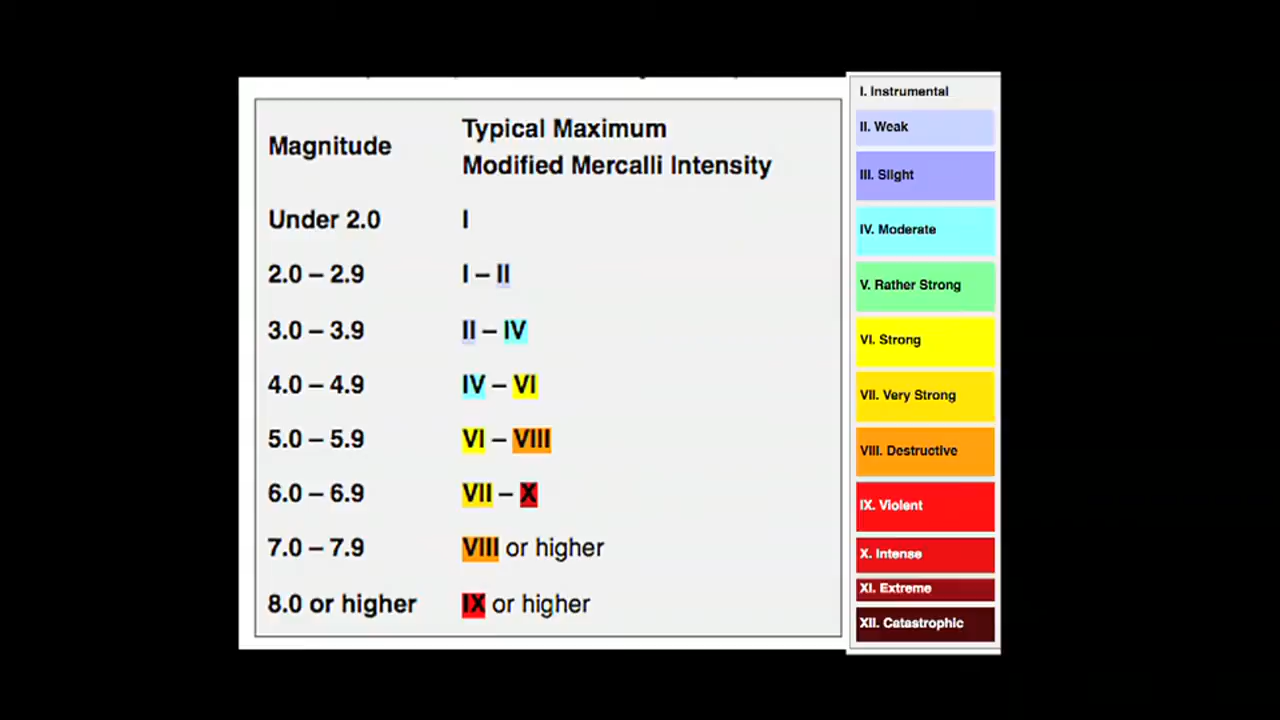 Magnitude
Typical Maximum
Modified Mercalli Intensity
Under 2.0 I
2.0 – 2.9 I – II
3.0 – 3.9 II – IV
4.0 – 4.9 IV – VI
5.0 – 5.9 VI – VIII
6.0 – 6.9 VII – X
7.0 – 7.9 VIII or higher
8.0 or higher IX or higher
I. Instrumental
II. Weak
III. Slight
IV. Moderate
V. Rather Strong
VI. Strong
VII. Very Strong
VIII. Destructive
IX. Violent
X. Intense
XI. Extreme
XII. Catastrophic